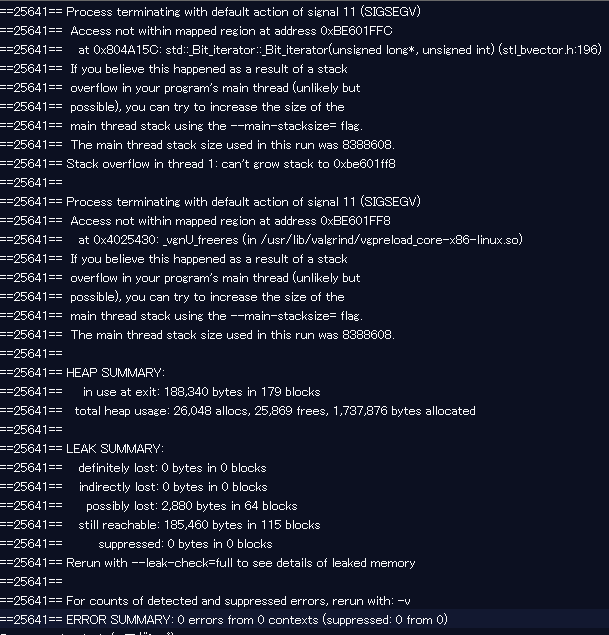 ==25641== Process terminating with default action of signal 11 (SIGSEGV)
==25641== Access not within mapped region at address 0xBE601FFC
==25641== at 0x804A15C: std::_Bit_iterator::_Bit_iterator(unsigned long*, unsigned int) (stl_bvector.h:196)
==25641== If you believe this happened as a result of a stack
==25641== overflow in your program's main thread (unlikely but
==25641== possible), you can try to increase the size of the
==25641== main thread stack using the --main-stacksize= flag.
==25641== The main thread stack size used in this run was 8388608.
==25641== Stack overflow in thread 1: can't grow stack to 0xbe601ff8
==25641==
==25641== Process terminating with default action of signal 11 (SIGSEGV)
==25641== Access not within mapped region at address 0xBE601FF8
==25641== at 0x4025430: _vgnU_freeres (in /usr/lib/valgrind/vgpreload_core-x86-linux.so)
==25641== If you believe this happened as a result of a stack
==25641== overflow in your program's main thread (unlikely but
==25641== possible), you can try to increase the size of the
==25641== main thread stack using the --main-stacksize= flag.
==25641== The main thread stack size used in this run was 8388608.
==25641==
==25641== HEAP SUMMARY:
==25641== in use at exit: 188,340 bytes in 179 blocks
==25641== total heap usage: 26,048 allocs, 25,869 frees, 1,737,876 bytes allocated
==25641==
==25641== LEAK SUMMARY:
==25641== definitely lost: 0 bytes in 0 blocks
==25641== indirectly lost: 0 bytes in 0 blocks
==25641== possibly lost: 2,880 bytes in 64 blocks
==25641== still reachable: 185,460 bytes in 115 blocks
==25641== suppressed: 0 bytes in 0 blocks
==25641== Rerun with --leak-check=full to see details of leaked memory
==25641==
==25641== For counts of detected and suppressed errors, rerun with: -v
==25641== ERROR SUMMARY: 0 errors from 0 contexts (suppressed: 0 from 0)